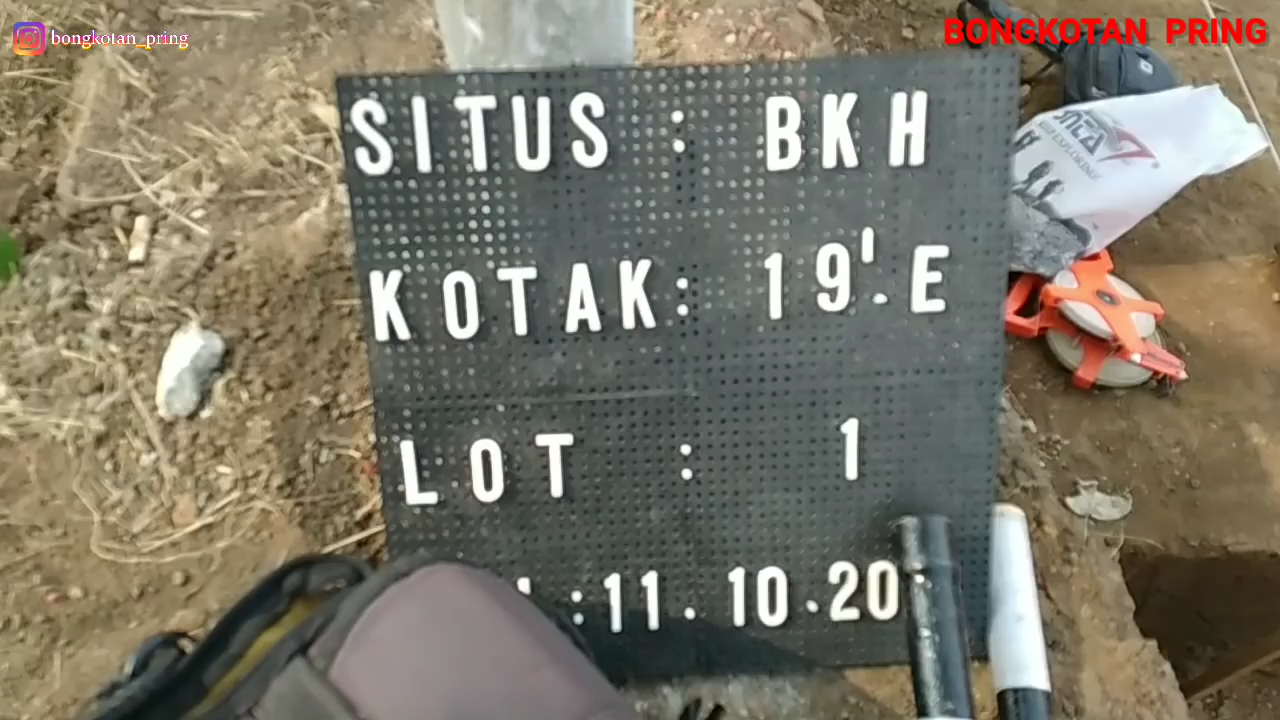 bongkotan_pring
BONGKOTAN PRING
SITUS : BKH
KOTAK: 19'. E
LOT : 1
:11.10.20